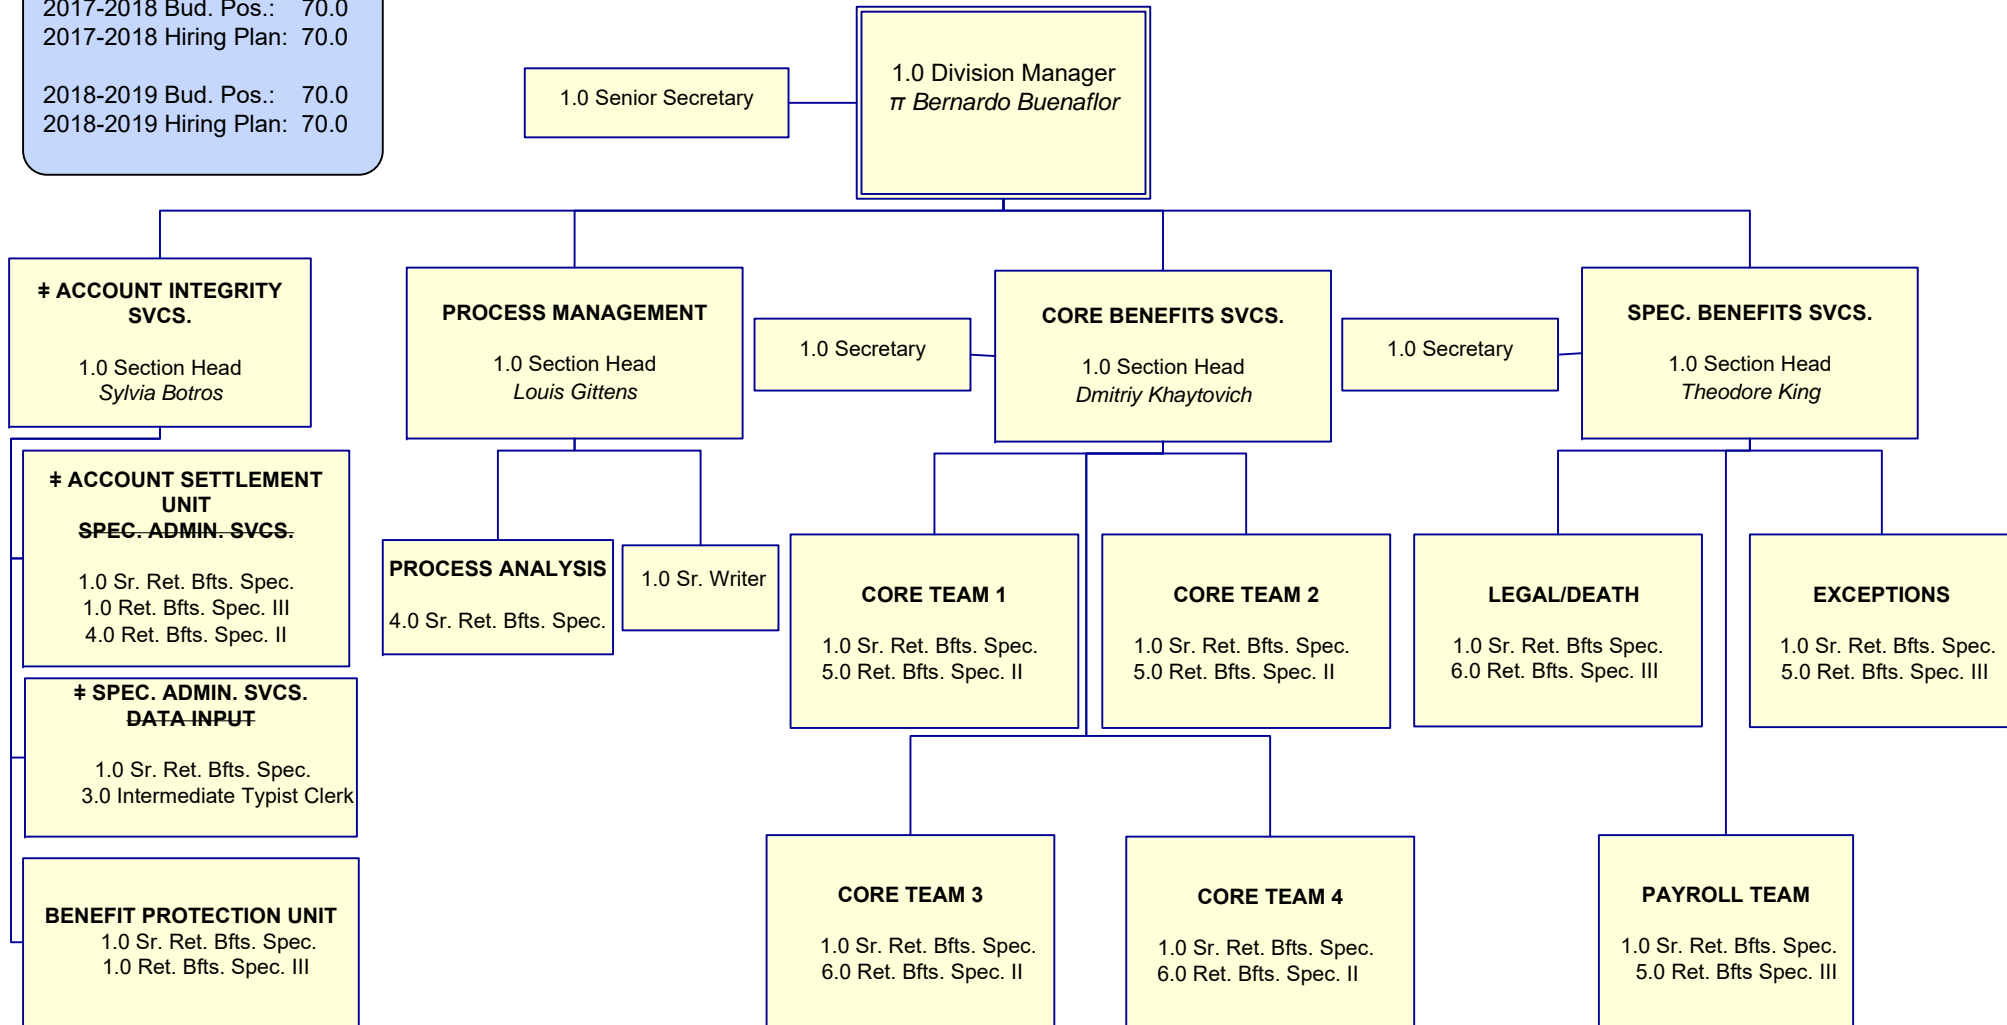 2017-2018 Bud. Pos.: 70.0
2017-2018 Hiring Plan: 70.0
2018-2019 Bud. Pos.: 70.0
2018-2019 Hiring Plan: 70.0
1.0 Senior Secretary
1.0 Division Manager
π Bernardo Buenaflor
ǂ ACCOUNT INTEGRITY
SVCS.
1.0 Section Head
Sylvia Botros
PROCESS MANAGEMENT
1.0 Section Head
Louis Gittens
1.0 Secretary
CORE BENEFITS SVCS.
1.0 Section Head
Dmitriy Khaytovich
1.0 Secretary
SPEC. BENEFITS SVCS.
1.0 Section Head
Theodore King
ǂ ACCOUNT SETTLEMENT
UNIT
SPEC. ADMIN. SVCS.
1.0 Sr. Ret. Bfts. Spec.
1.0 Ret. Bfts. Spec. III
4.0 Ret. Bfts. Spec. II
PROCESS ANALYSIS
4.0 Sr. Ret. Bfts. Spec.
1.0 Sr. Writer
CORE TEAM 1
1.0 Sr. Ret. Bfts. Spec.
5.0 Ret. Bfts. Spec. II
CORE TEAM 2
1.0 Sr. Ret. Bfts. Spec.
5.0 Ret. Bfts. Spec. II
LEGAL/DEATH
1.0 Sr. Ret. Bfts Spec.
6.0 Ret. Bfts. Spec. III
EXCEPTIONS
1.0 Sr. Ret. Bfts. Spec.
5.0 Ret. Bfts. Spec. III
ǂ SPEC. ADMIN. SVCS.
DATA INPUT
1.0 Sr. Ret. Bfts. Spec.
3.0 Intermediate Typist Clerk
BENEFIT PROTECTION UNIT
1.0 Sr. Ret. Bfts. Spec.
1.0 Ret. Bfts. Spec. III
CORE TEAM 3
1.0 Sr. Ret. Bfts. Spec.
6.0 Ret. Bfts. Spec. II
CORE TEAM 4
1.0 Sr. Ret. Bfts. Spec.
6.0 Ret. Bfts. Spec. II
PAYROLL TEAM
1.0 Sr. Ret. Bfts. Spec.
5.0 Ret. Bfts Spec. III